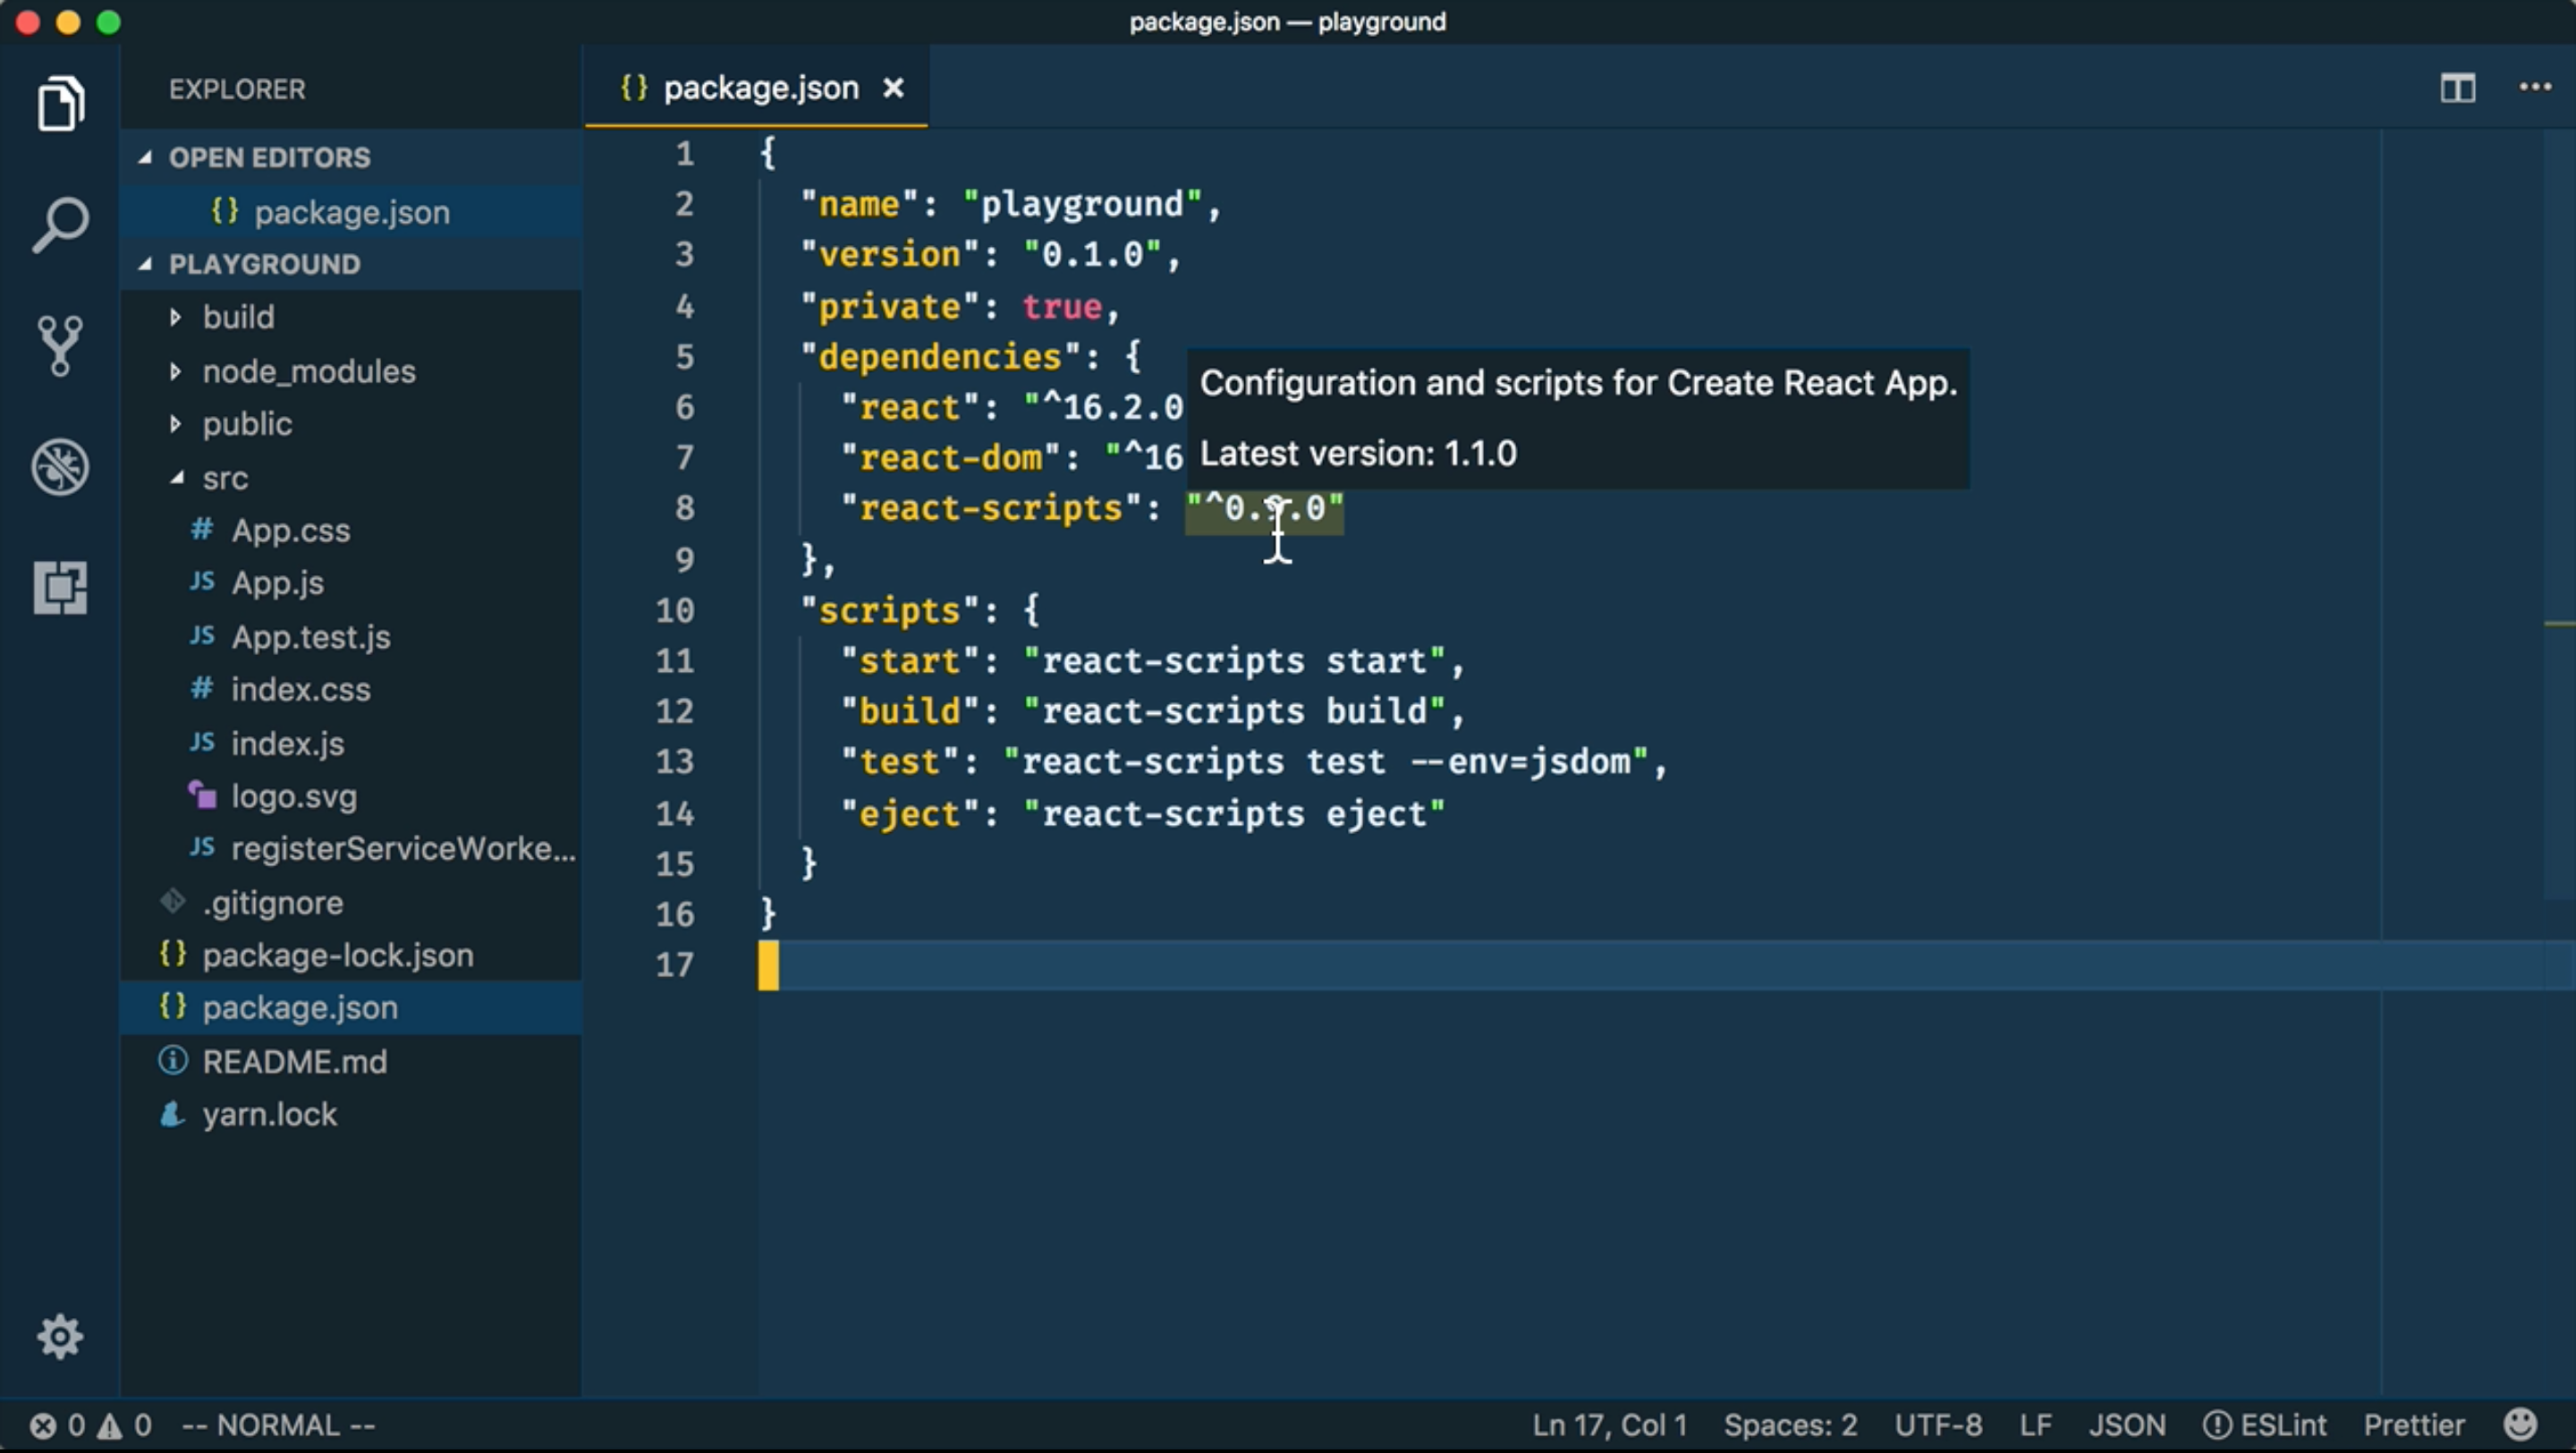 package.json — playground
EXPLORER
OPEN EDITORS
{} package.json
PLAYGROUND
build
node_modules
public
src
# App.css
JS App.js
JS App.test.js
# index.css
JS index.js
logo.svg
JS registerServiceWorke...
.gitignore
{} package-lock.json
{} package.json
README.md
yarn.lock
{} package.json ×
1 {
2 "name": "playground",
3 "version": "0.1.0",
4 "private": true,
5 "dependencies": {
6 "react": "^16.2.0
7 "react-dom": "^16
8 "react-scripts": "^0.9.0"
9 },
10 "scripts": {
11 "start": "react-scripts start",
12 "build": "react-scripts build",
13 "test": "react-scripts test --env=jsdom",
14 "eject": "react-scripts eject"
15 }
16 }
17
Configuration and scripts for Create React App.
Latest version: 1.1.0
0 0 -- NORMAL --
Ln 17, Col 1 Spaces: 2 UTF-8 LF JSON ESLint Prettier